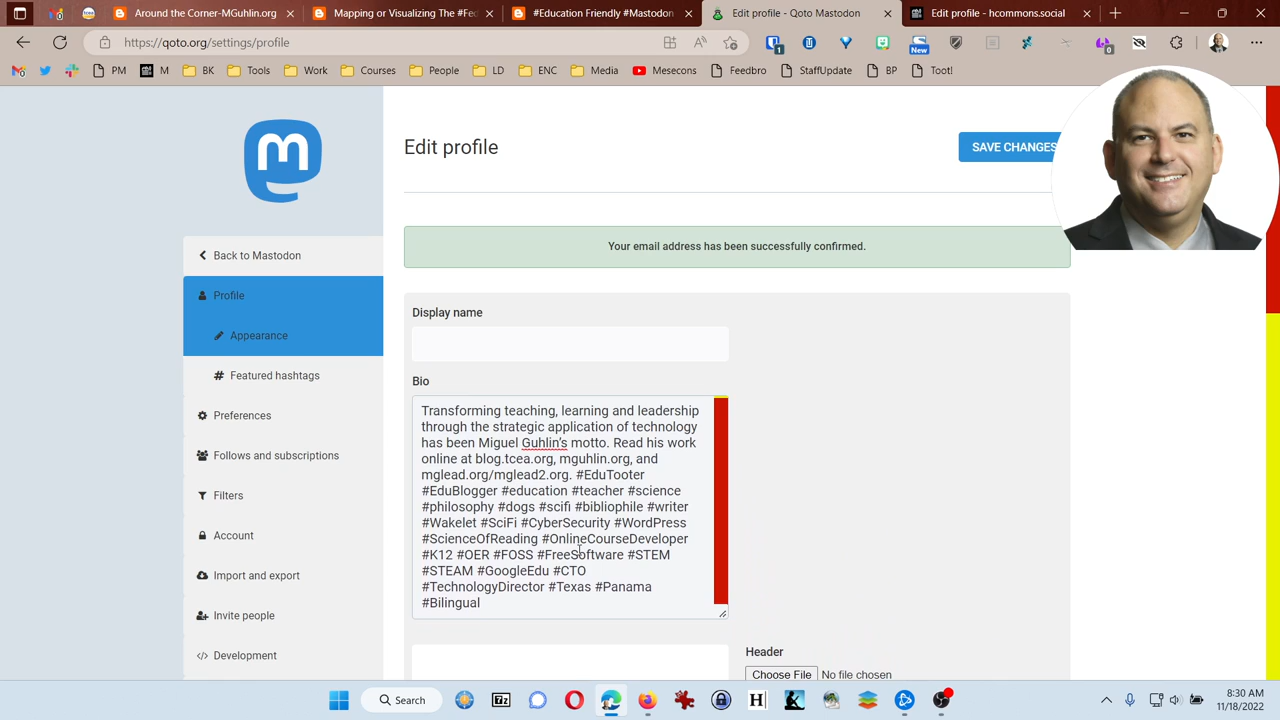 Around the Corner-MGuhlin.org
Mapping or Visualizing The #Fec
#Education Friendly #Mastodon
Edit profile - Qoto Mastodon
Edit profile - hcommons.social
https://qoto.org/settings/profile
1
New
0
PM
M
BK
Tools
Work
Courses
People
LD
ENC
Media
Mesecons
Feedbro
StaffUpdate
BP
Toot!
Edit profile
SAVE CHANGES
Your email address has been successfully confirmed.
Back to Mastodon
Profile
Appearance
Featured hashtags
Preferences
Follows and subscriptions
Filters
Account
Import and export
Invite people
Development
Display name
Bio
Transforming teaching, learning and leadership
through the strategic application of technology
has been Miguel Guhlin's motto. Read his work
online at blog.tcea.org, mguhlin.org, and
mglead.org/mglead2.org. #EduTooter
#EduBlogger #education #teacher #science
#philosophy #dogs #scifi #bibliophile #writer
#Wakelet #SciFi #CyberSecurity #WordPress
#ScienceOfReading #OnlineCourseDeveloper
#K12 #OER #FOSS #FreeSoftware #STEM
#STEAM #GoogleEdu #CTO
#TechnologyDirector #Texas #Panama
#Bilingual
Header
Choose File No file chosen
Search
8:30 AM
11/18/2022